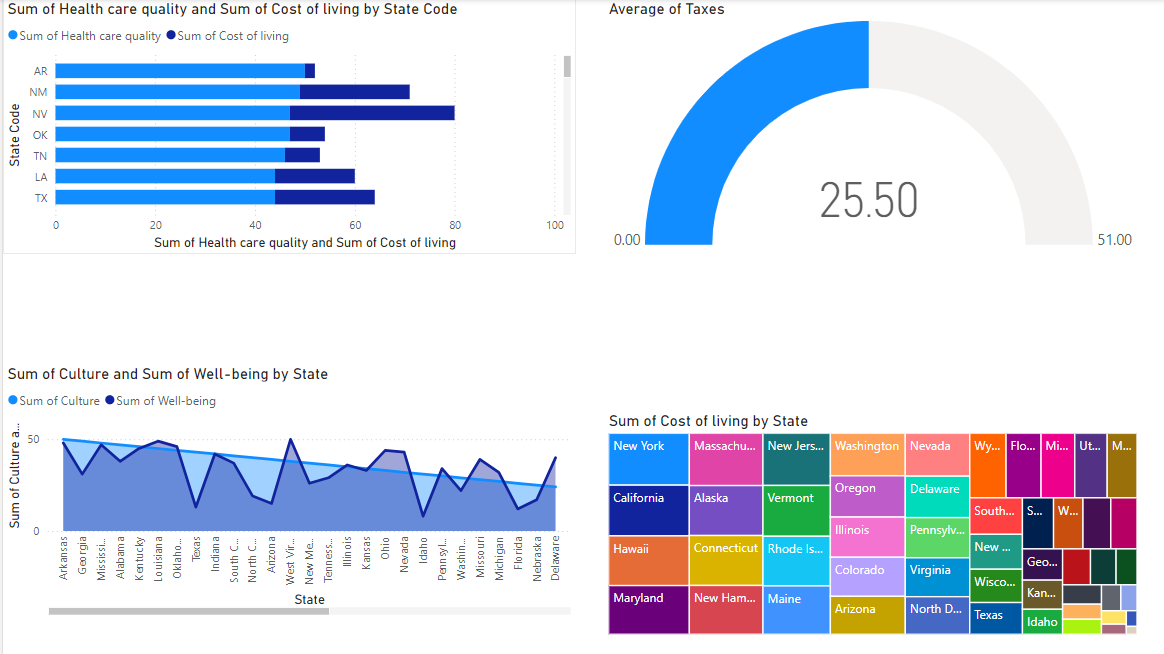 Sum of Health care quality and Sum of Cost of living by State Code
Sum of Health care quality Sum of Cost of living
State Code
AR
NM
NV
OK
TN
LA
TX
0 20 40 60 80 100
Sum of Health care quality and Sum of Cost of living
Average of Taxes
25.50
0.00 51.00
Sum of Culture and Sum of Well-being by State
Sum of Culture Sum of Well-being
Sum of Culture a...
50
0
Arkansas
Georgia
Mississi...
Alabama
Kentucky
Louisiana
Oklaho...
Texas
Indiana
South C...
North C...
Arizona
West Vir...
New Me...
Tenness...
Illinois
Kansas
Ohio
Nevada
Idaho
Pennsyl...
Washin...
Missouri
Michigan
Florida
Nebraska
Delaware
State
Sum of Cost of living by State
New York
California
Hawaii
Maryland
Massachu...
Alaska
Connecticut
New Ham...
New Jers...
Vermont
Rhode Is...
Maine
Washington
Oregon
Illinois
Colorado
Arizona
Nevada
Delaware
Pennsylv...
Virginia
North D...
Wy...
Flo...
Mi...
Ut...
M...
South...
New ...
Wisco...
Texas
S...
W...
Geo...
Kan...
Idaho